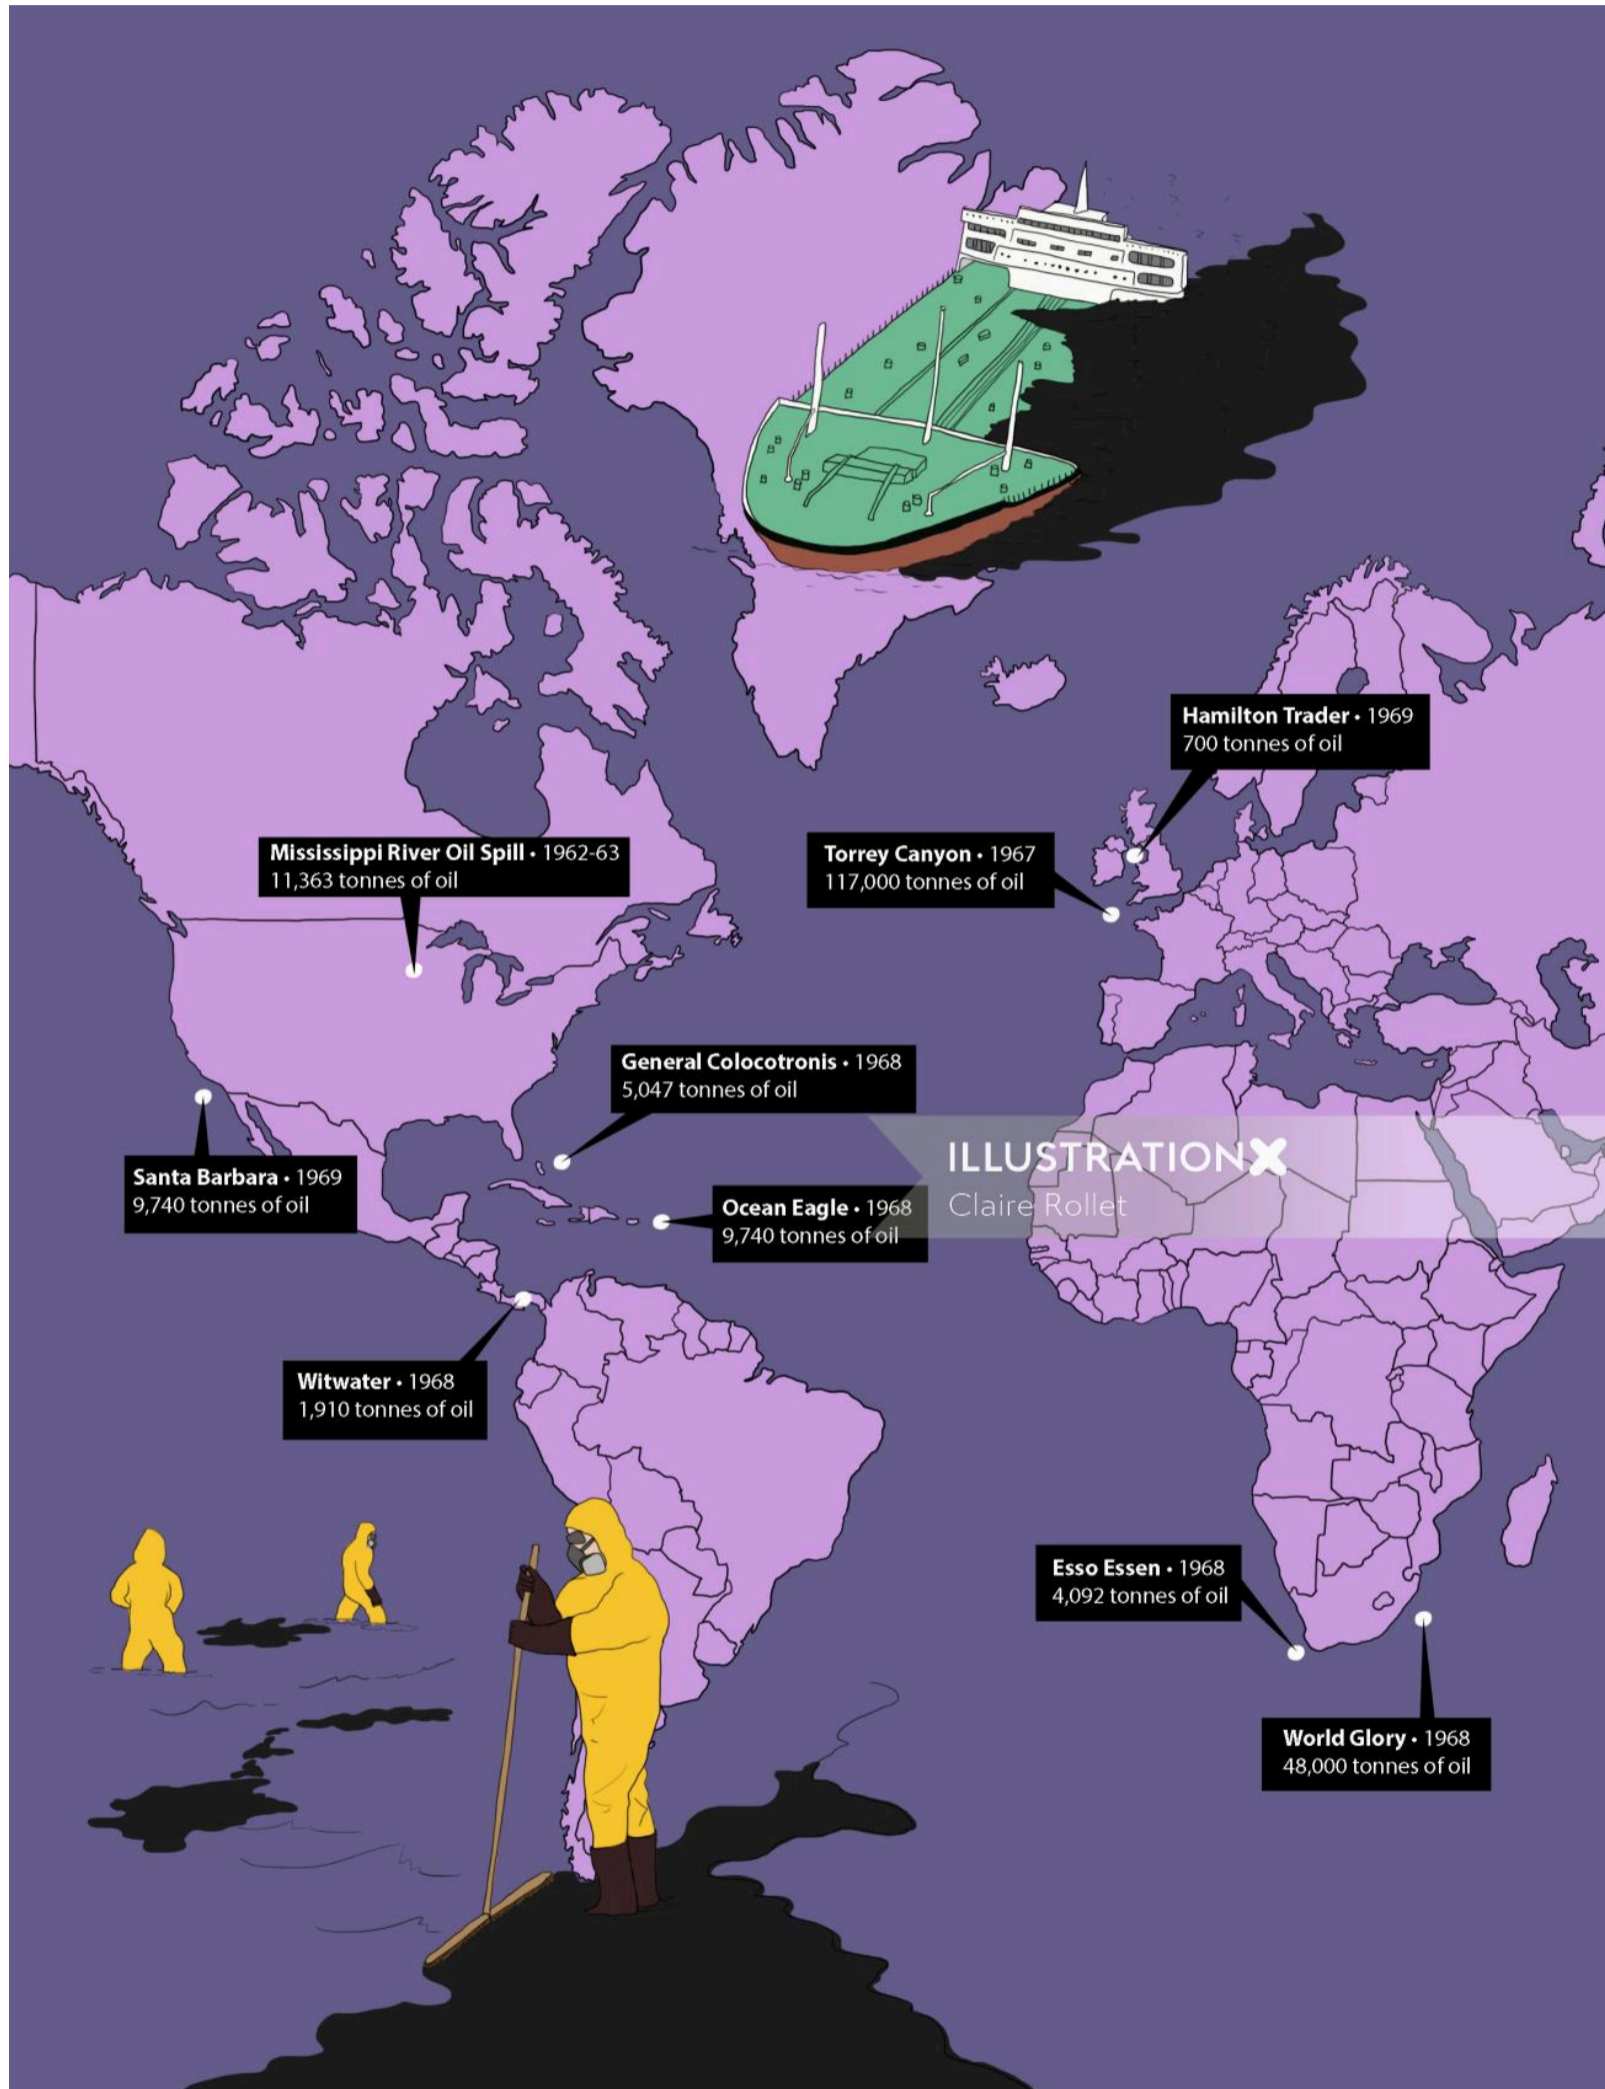 Hamilton Trader • 1969
700 tonnes of oil
Mississippi River Oil Spill • 1962-63
11,363 tonnes of oil
Torrey Canyon • 1967
117,000 tonnes of oil
General Colocotronis • 1968
5,047 tonnes of oil
ILLUSTRATIONX
Claire Rollet
Santa Barbara • 1969
9,740 tonnes of oil
Ocean Eagle • 1968
9,740 tonnes of oil
Witwater • 1968
1,910 tonnes of oil
Esso Essen • 1968
4,092 tonnes of oil
World Glory • 1968
48,000 tonnes of oil